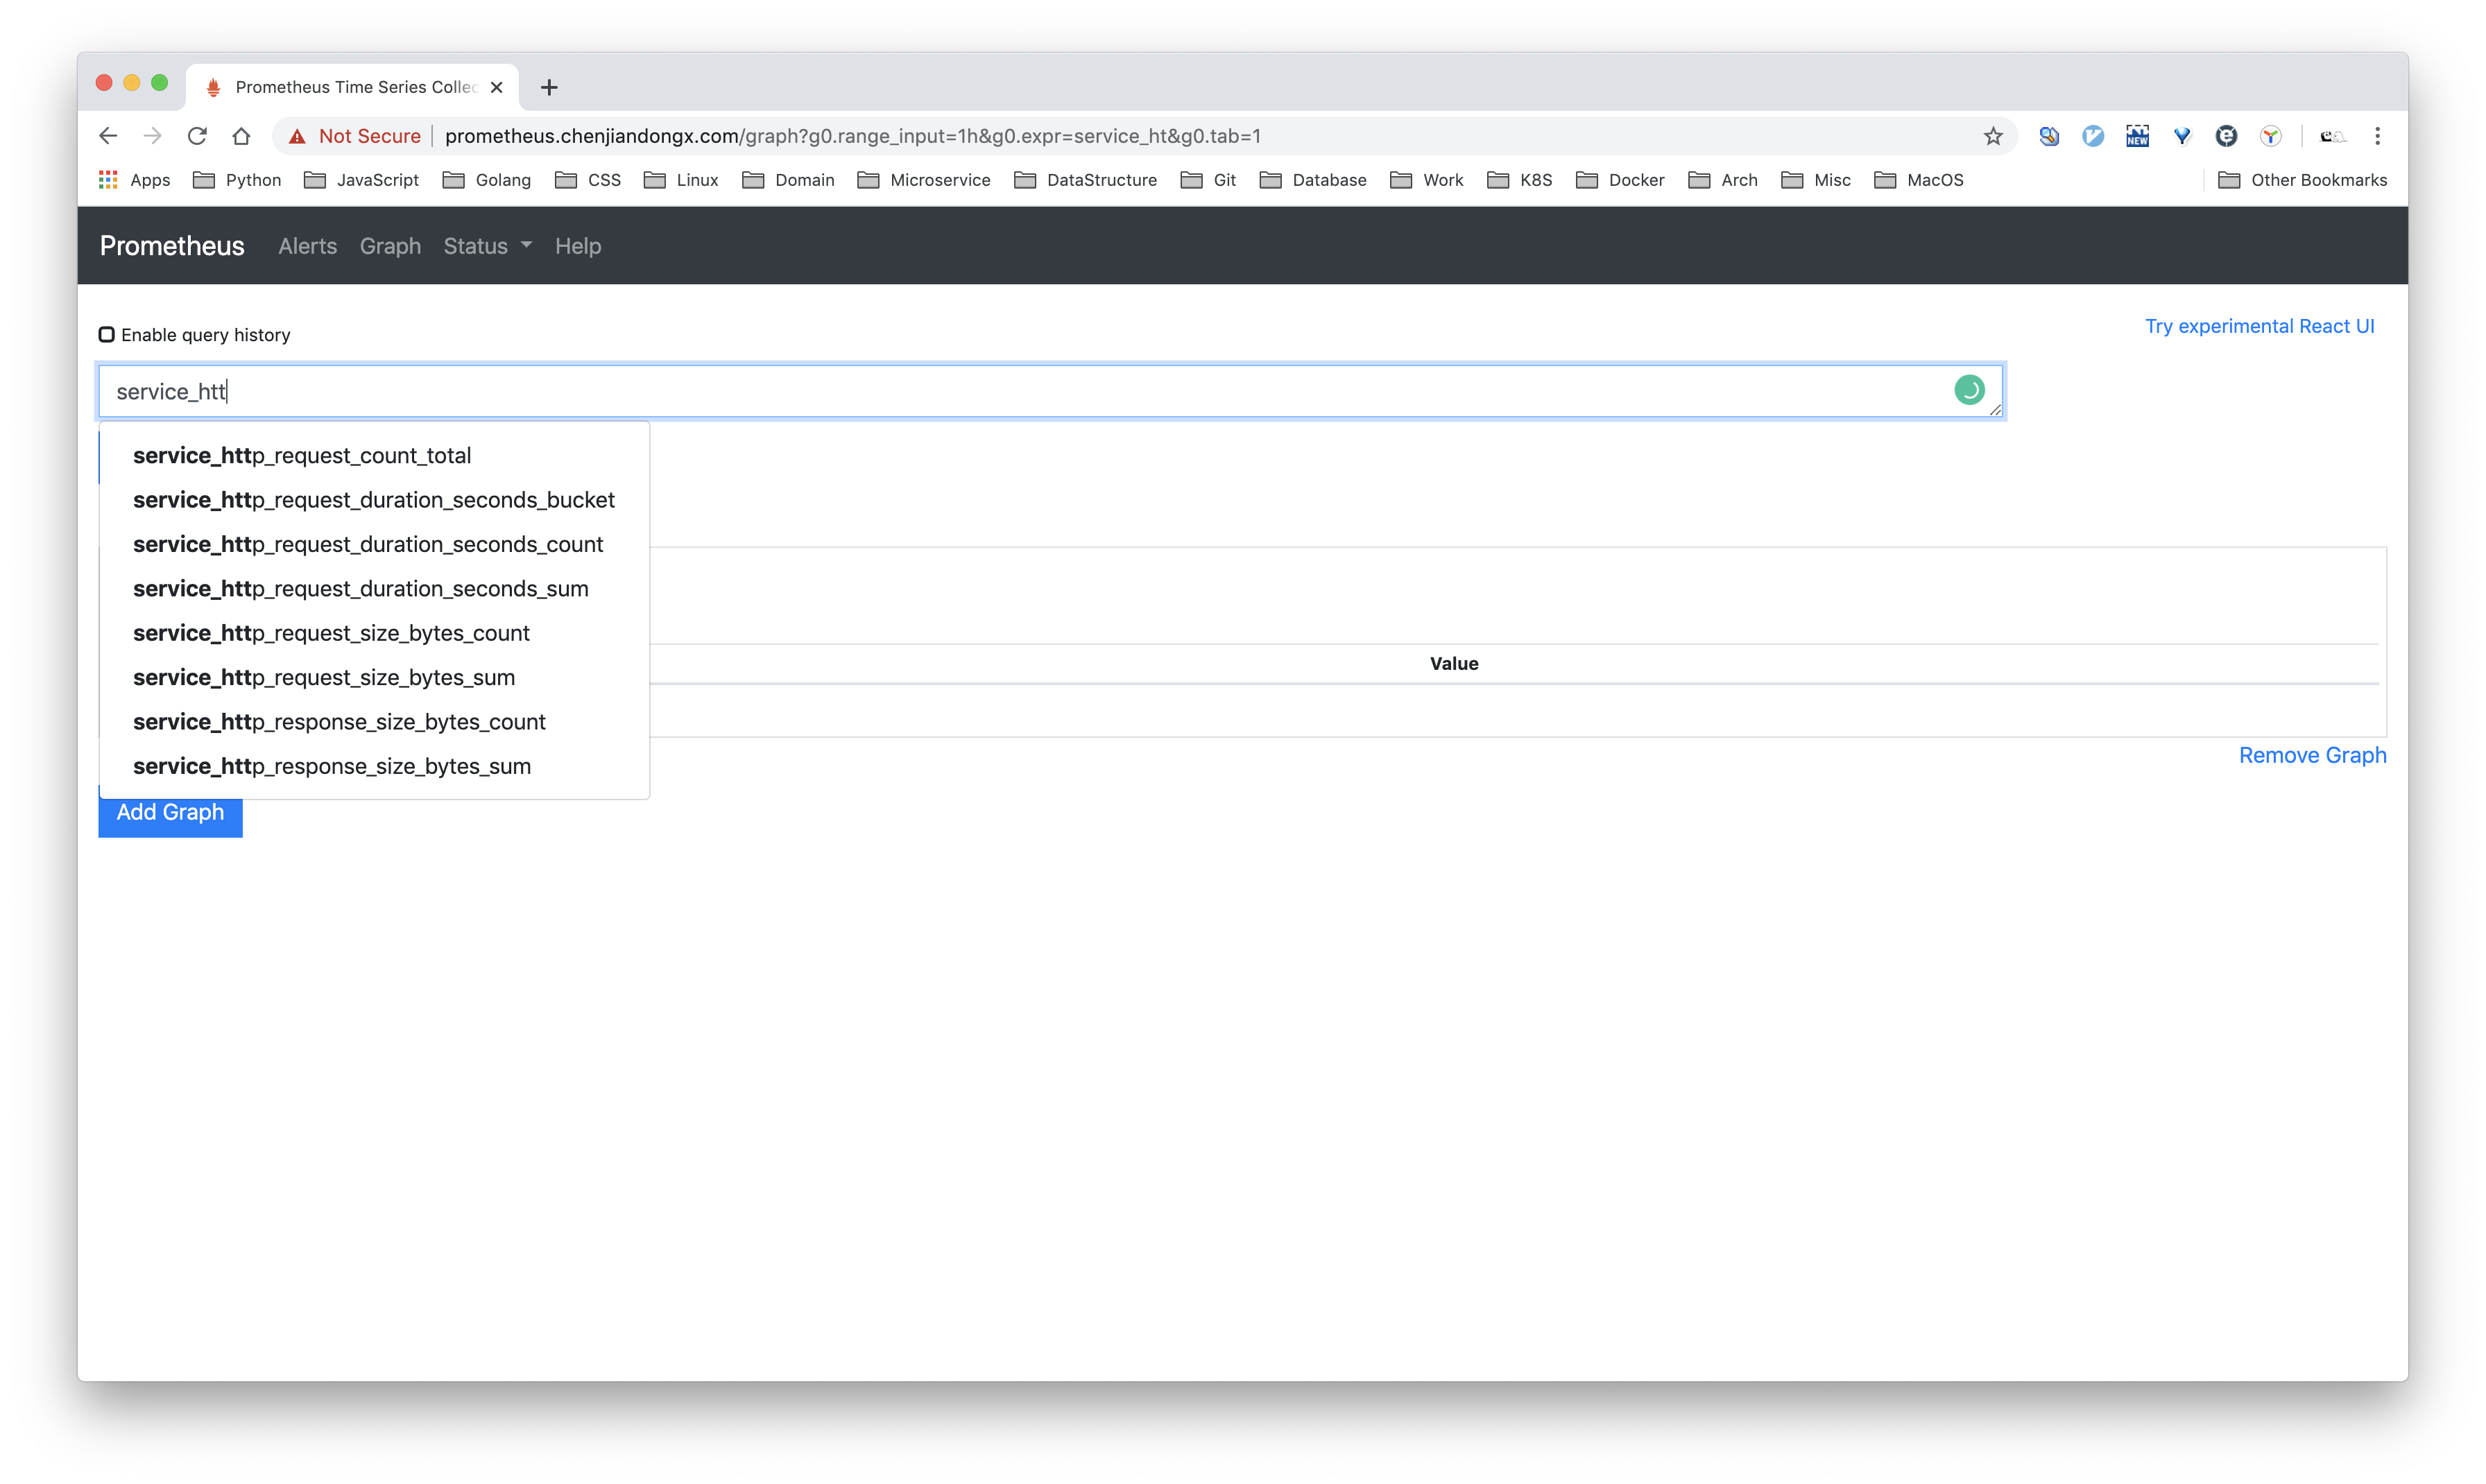 Prometheus Time Series Collec
Not Secure prometheus.chenjiandongx.com/graph?g0.range_input=1h&g0.expr=service_ht&g0.tab=1
NEW
Apps Python JavaScript Golang CSS Linux Domain Microservice DataStructure Git Database Work K8S Docker Arch Misc MacOS Other Bookmarks
Prometheus Alerts Graph Status Help
Enable query history
Try experimental React UI
service_htt
service_http_request_count_total
service_http_request_duration_seconds_bucket
service_http_request_duration_seconds_count
service_http_request_duration_seconds_sum
service_http_request_size_bytes_count
service_http_request_size_bytes_sum
service_http_response_size_bytes_count
service_http_response_size_bytes_sum
Value
Remove Graph
Add Graph